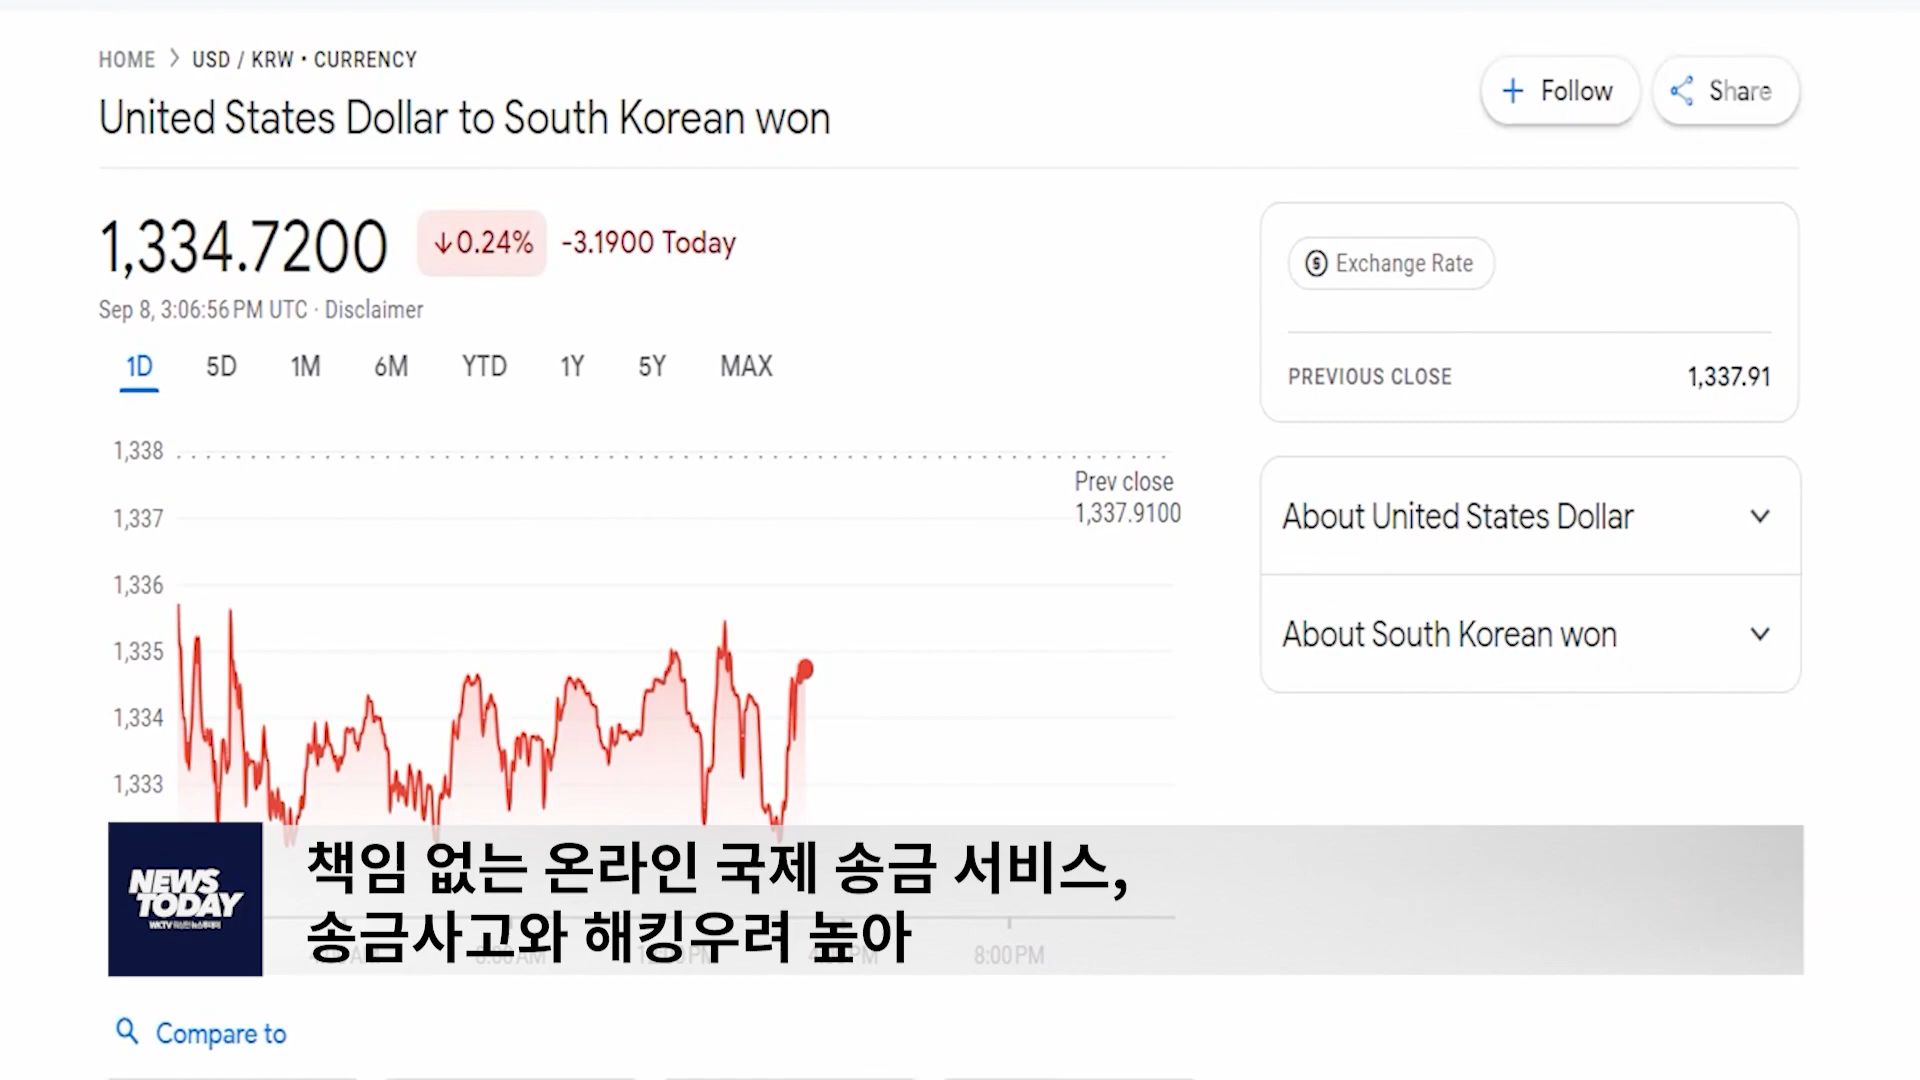 HOME > USD / KRW • CURRENCY
United States Dollar to South Korean won
+ Follow
Share
1,334.7200
↓0.24%
-3.1900 Today
Sep 8, 3:06:56 PM UTC · Disclaimer
1D 5D 1M 6M YTD 1Y 5Y MAX
Exchange Rate
PREVIOUS CLOSE 1,337.91
About United States Dollar
About South Korean won
1,338
Prev close
1,337.9100
1,337
1,336
1,335
1,334
1,333
NEWS
TODAY
책임 없는 온라인 국제 송금 서비스,
송금사고와 해킹우려 높아
8:00 PM
Compare to